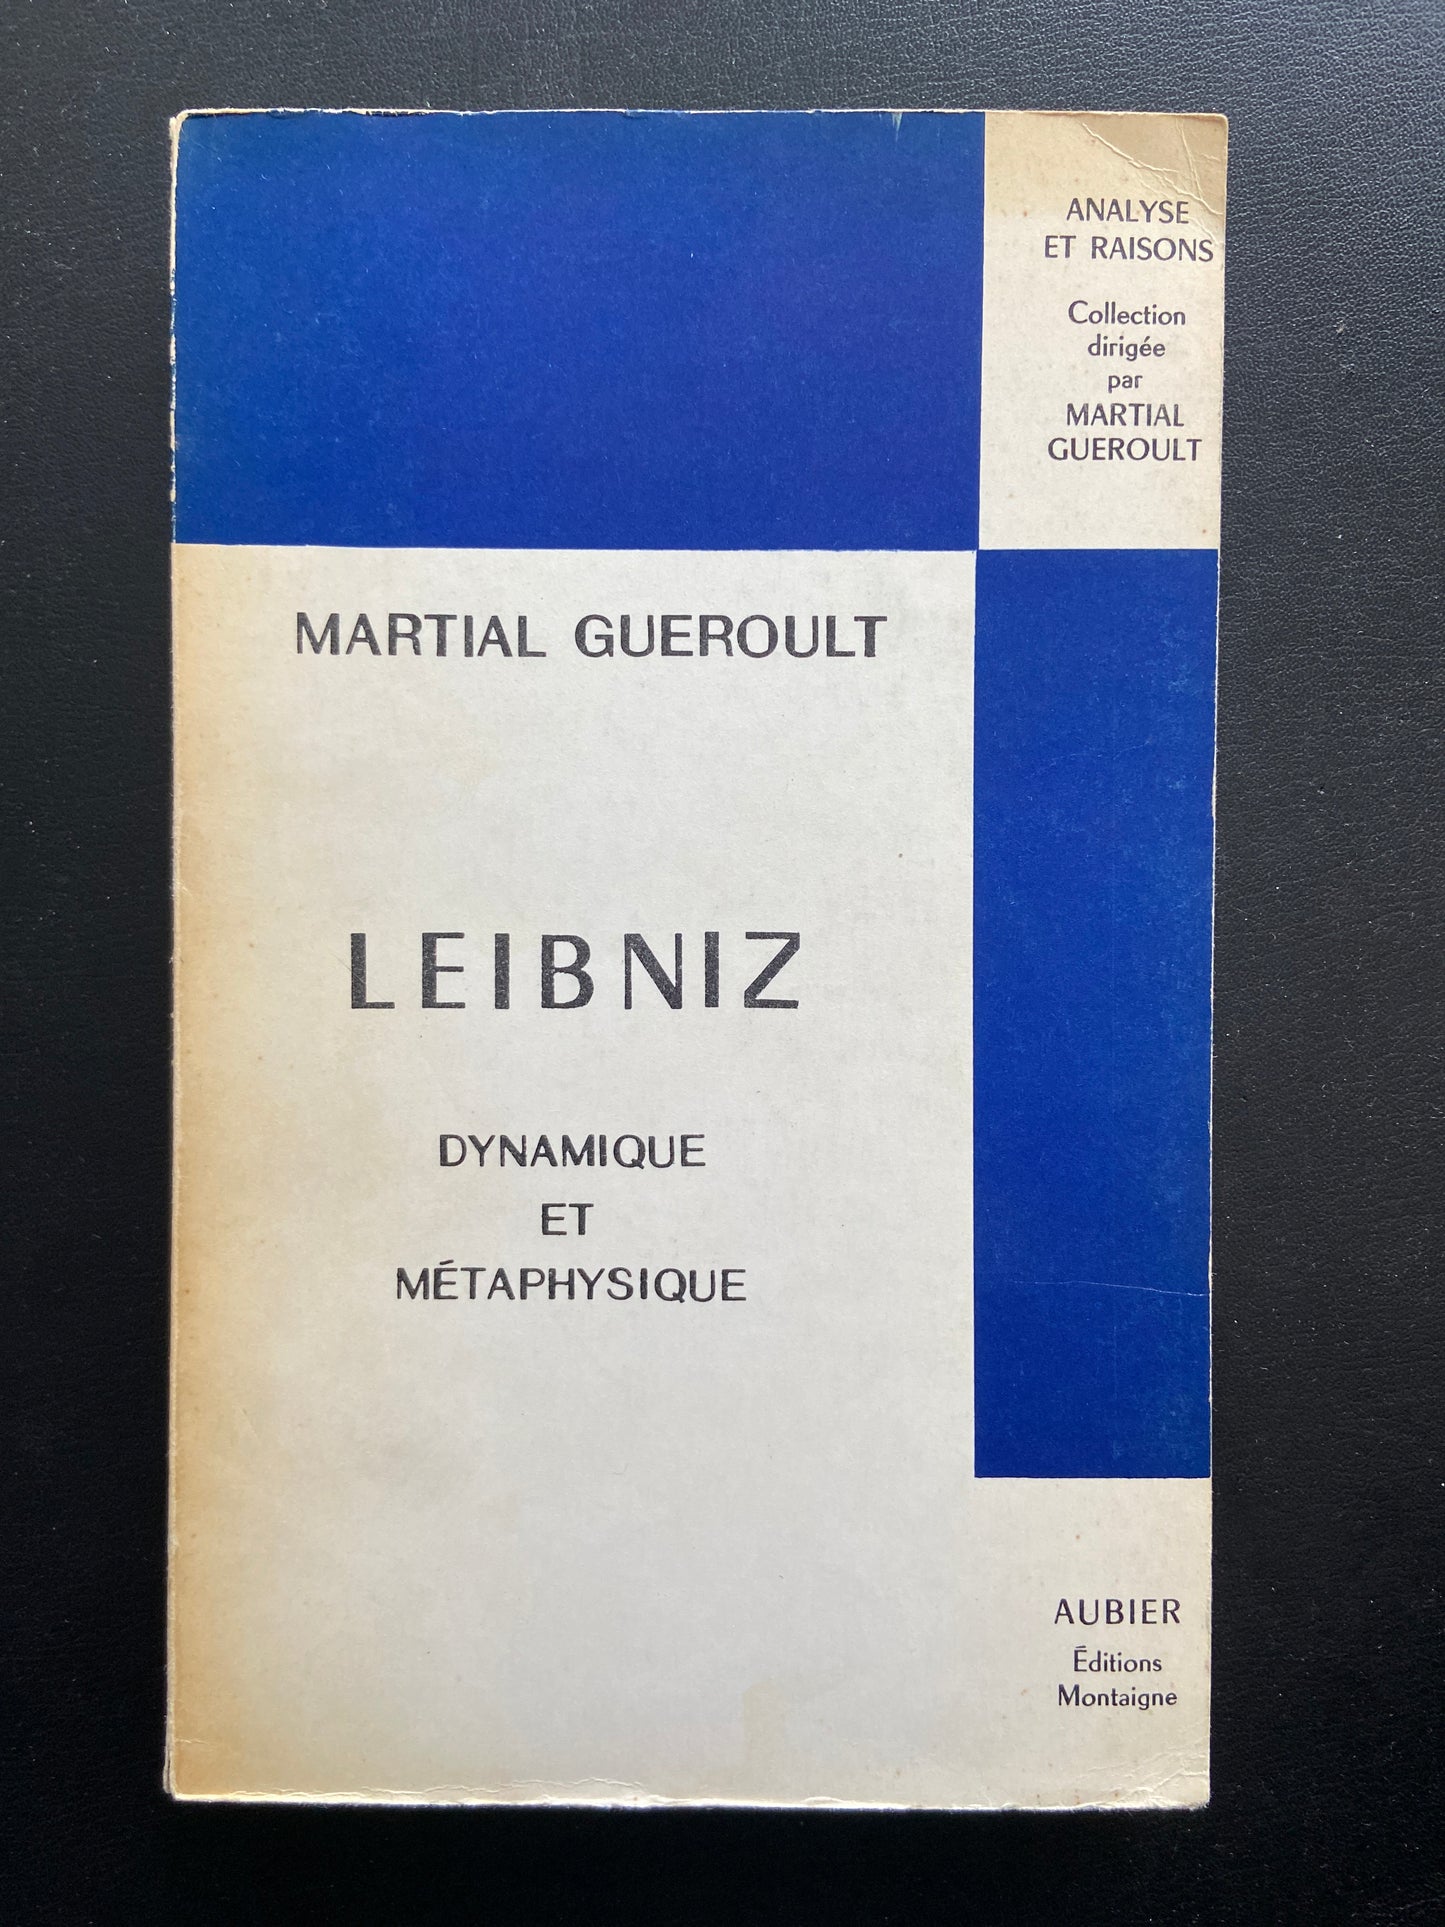 ANALYSE
ET RAISONS
Collection
dirigée
par
MARTIAL
GUEROULT
MARTIAL GUEROULT
LEIBNIZ
DYNAMIQUE
ET
MÉTAPHYSIQUE
AUBIER
Éditions
Montaigne